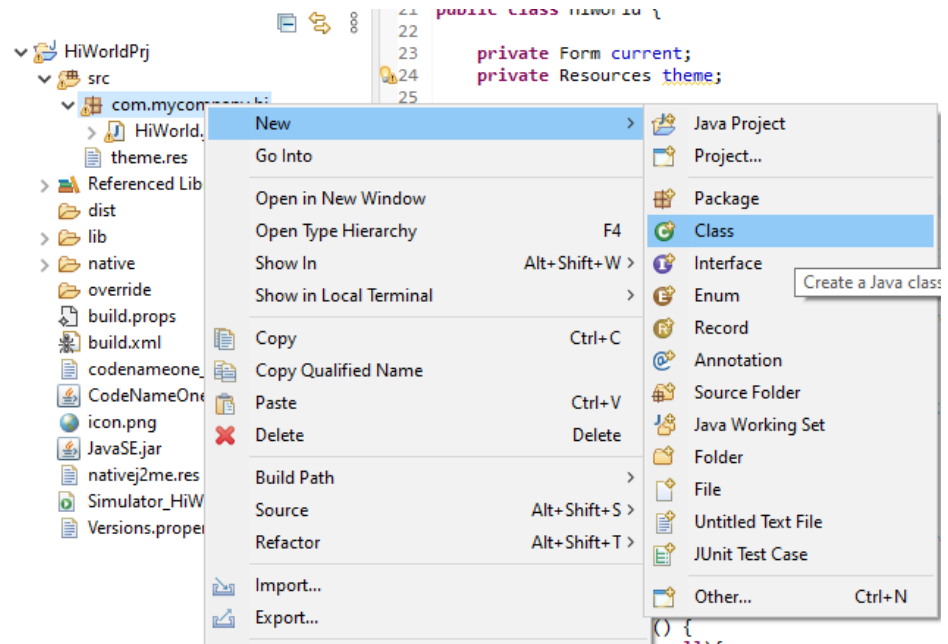 21 public class HiWorld {
22
23 private Form current;
24 private Resources theme;
25
HiWorldPrj
src
com.mycompany.hi
HiWorld.
theme.res
Referenced Lib
dist
lib
native
override
build.props
build.xml
codenameone_
CodeNameOne
icon.png
JavaSE.jar
nativej2me.res
Simulator_HiW
Versions.proper
New
Go Into
Open in New Window
Open Type Hierarchy F4
Show In Alt+Shift+W >
Show in Local Terminal
Copy Ctrl+C
Copy Qualified Name
Paste Ctrl+V
Delete Delete
Build Path
Source Alt+Shift+S >
Refactor Alt+Shift+T >
Import...
Export...
Java Project
Project...
Package
Class
Interface
Create a Java class
Enum
Record
Annotation
Source Folder
Java Working Set
Folder
File
Untitled Text File
JUnit Test Case
Other... Ctrl+N
() {